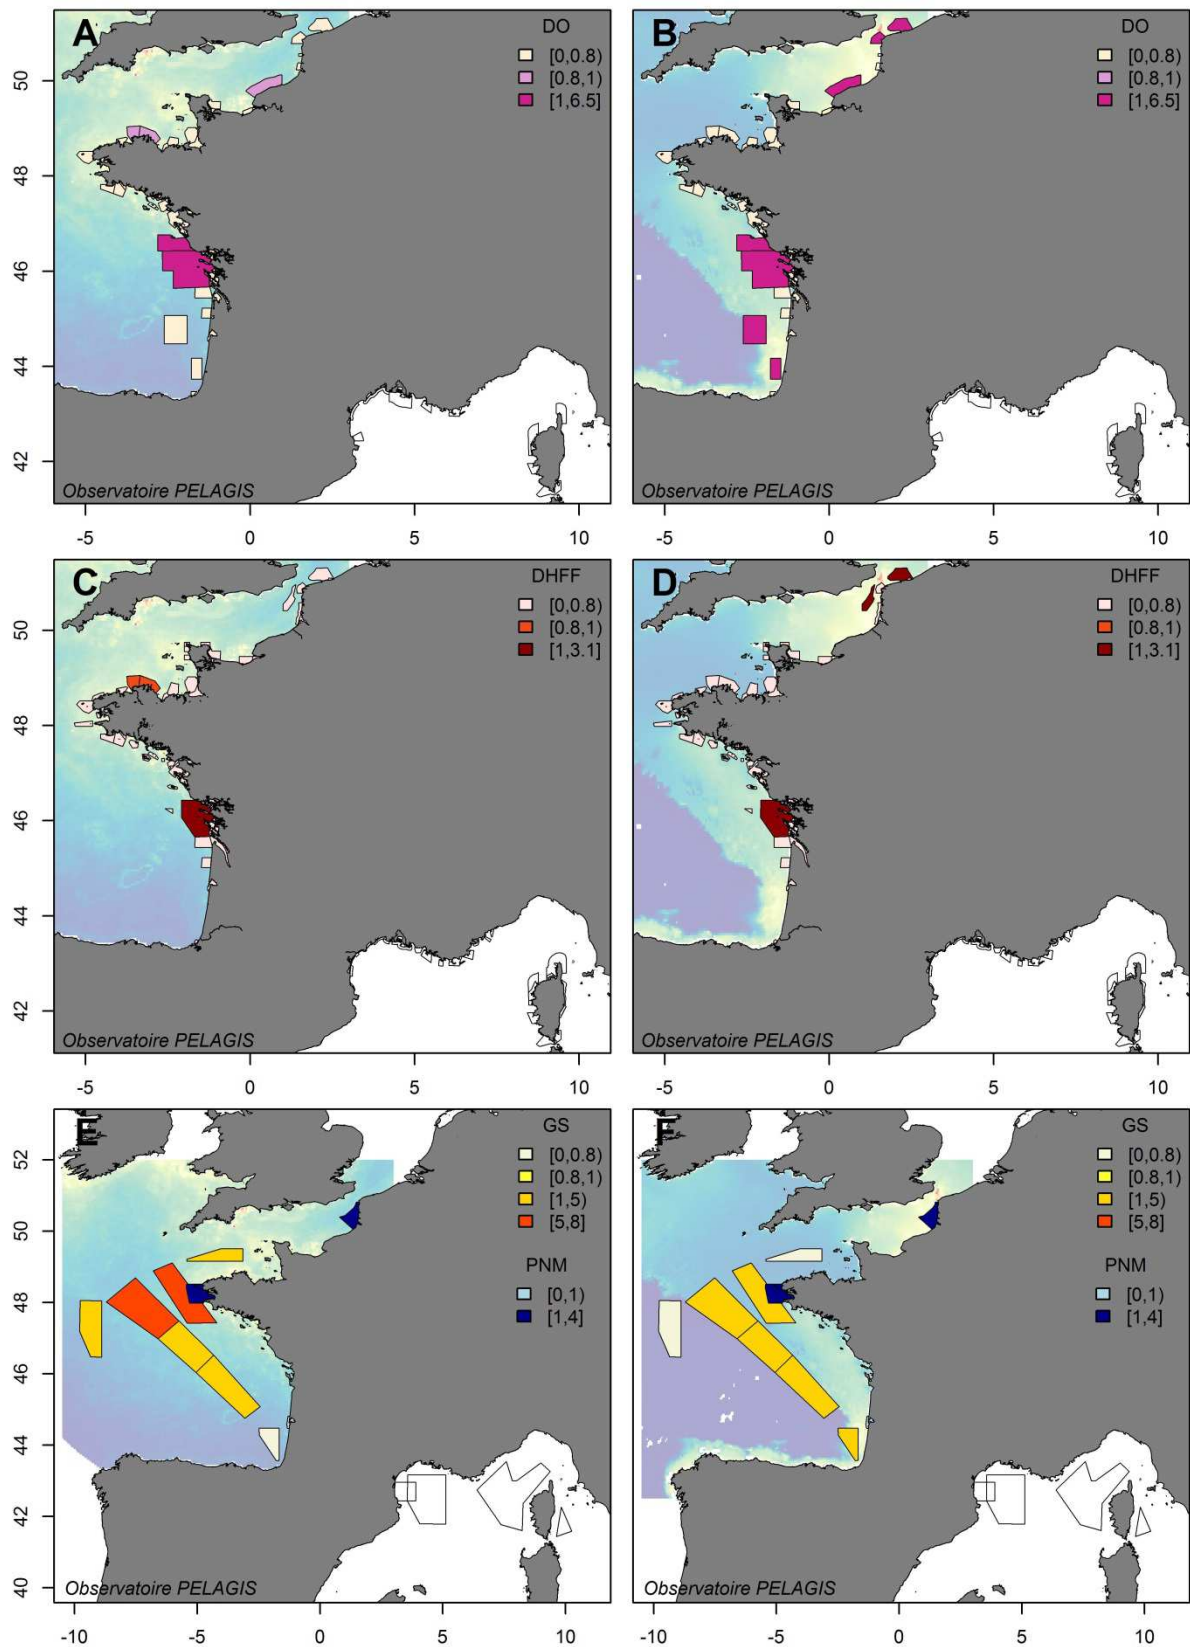 A
DO
[0,0.8)
[0.8,1)
[1,6.5]
50
48
46
44
42
Observatoire PELAGIS
-5 0 5 10
B
DO
[0,0.8)
[0.8,1)
[1,6.5]
Observatoire PELAGIS
-5 0 5 10
C
DHFF
[0,0.8)
[0.8,1)
[1,3.1]
50
48
46
44
42
Observatoire PELAGIS
-5 0 5 10
D
DHFF
[0,0.8)
[0.8,1)
[1,3.1]
Observatoire PELAGIS
-5 0 5 10
E
GS
[0,0.8)
[0.8,1)
[1,5)
[5,8]
PNM
[0,1)
[1,4]
52
50
48
46
44
42
40
Observatoire PELAGIS
-10 -5 0 5 10
F
GS
[0,0.8)
[0.8,1)
[1,5)
[5,8]
PNM
[0,1)
[1,4]
Observatoire PELAGIS
-10 -5 0 5 10